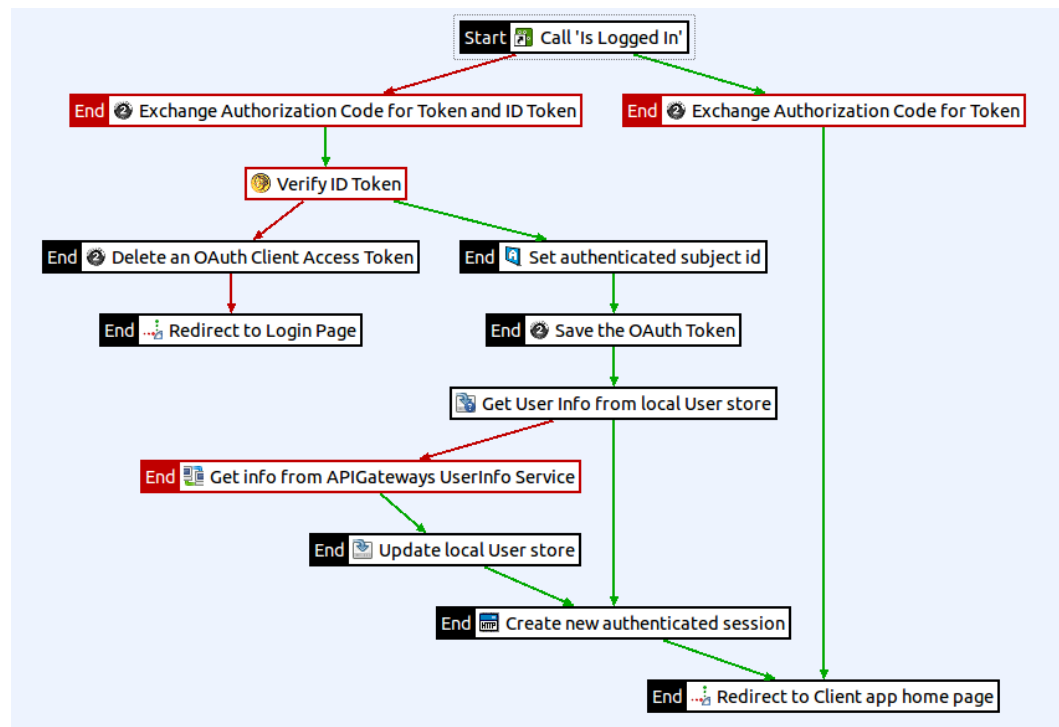 Start Call 'Is Logged In'
End Exchange Authorization Code for Token and ID Token
End Exchange Authorization Code for Token
Verify ID Token
End Delete an OAuth Client Access Token
End Set authenticated subject id
End Redirect to Login Page
End Save the OAuth Token
Get User Info from local User store
End Get info from APIGateways UserInfo Service
End Update local User store
End Create new authenticated session
End Redirect to Client app home page